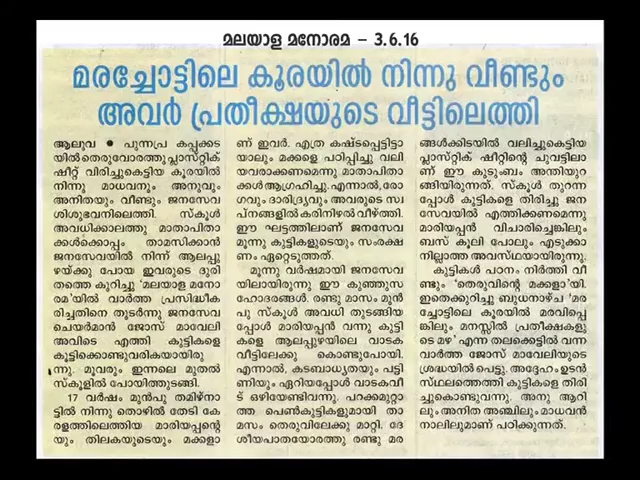 മലയാള മനോരമ – 3.6.16
മരച്ചോട്ടിലെ കൂരയിൽ നിന്നു വീണ്ടും
അവർ പ്രതീക്ഷയുടെ വീട്ടിലെത്തി
ആലുവ ● പുന്നപ്ര കപ്പക്കട
യിൽതെരുവോരത്തു പ്ലാസ്റ്റിക്
ഷീറ്റ് വിരിച്ചുകെട്ടിയ കൂരയിൽ
നിന്നു മാധവനും അനുവും
അനിതയും വീണ്ടും ജനസേവ
ശിശുഭവനിലെത്തി. സ്കൂൾ
അവധിക്കാലത്തു മാതാപിതാ
ക്കൾക്കൊപ്പം താമസിക്കാൻ
ജനസേവയിൽ നിന്ന് ആലപ്പു
ഴയ്ക്കു പോയ ഇവരുടെ ദുരി
തത്തെ കുറിച്ചു ‘മലയാള മനോ
രമ’യിൽ വാർത്ത പ്രസിദ്ധീക
രിച്ചതിനെ തുടർന്നു ജനസേവ
ചെയർമാൻ ജോസ് മാവേലി
അവിടെ എത്തി കുട്ടികളെ
കൂട്ടിക്കൊണ്ടുവരികയായിരു
ന്നു. മൂവരും ഇന്നലെ മുതൽ
സ്കൂളിൽ പോയിത്തുടങ്ങി.
17 വർഷം മുൻപു തമിഴ്നാ
ട്ടിൽ നിന്നു തൊഴിൽ തേടി കേ
രളത്തിലെത്തിയ മാരിയപ്പന്റെ
യും തിലകയുടെയും മക്കളാ
ണ് ഇവർ. എത്ര കഷ്ടപ്പെട്ടിട്ടാ
യാലും മക്കളെ പഠിപ്പിച്ചു വലി
യവരാക്കണമെന്നു മാതാപിതാ
ക്കൾ ആഗ്രഹിച്ചു. എന്നാൽ,രോ
ഗവും ദാരിദ്ര്യവും അവരുടെ സ്വ
പ്നങ്ങളിൽ കരിനിഴൽ വീഴ്ത്തി.
ഈ ഘട്ടത്തിലാണ് ജനസേവ
മൂന്നു കുട്ടികളുടെയും സംരക്ഷ
ണം ഏറ്റെടുത്തത്.
മൂന്നു വർഷമായി ജനസേവ
യിലായിരുന്നു ഈ കുഞ്ഞുസ
ഹോദരങ്ങൾ. രണ്ടു മാസം മുൻ
പു സ്കൂൾ അവധി തുടങ്ങിയ
പ്പോൾ മാരിയപ്പൻ വന്നു കുട്ടി
കളെ ആലപ്പുഴയിലെ വാടക
വീട്ടിലേക്കു കൊണ്ടുപോയി.
എന്നാൽ, കടബാധ്യതയും പട്ടി
ണിയും ഏറിയപ്പോൾ വാടകവീ
ട് ഒഴിയേണ്ടിവന്നു. പറക്കമുറ്റാ
ത്ത പെൺകുട്ടികളുമായി താ
മസം തെരുവിലേക്കു മാറ്റി. ദേ
ശീയപാതയോരത്തു രണ്ടു മര
ങ്ങൾക്കിടയിൽ വലിച്ചുകെട്ടിയ
പ്ലാസ്റ്റിക് ഷീറ്റിന്റെ ചുവട്ടിലാ
ണ് ഈ കുടുംബം അന്തിയുറ
ങ്ങിയിരുന്നത്. സ്കൂൾ തുറന്ന
പ്പോൾ കുട്ടികളെ തിരിച്ചു ജന
സേവയിൽ എത്തിക്കണമെന്നു
മാരിയപ്പൻ വിചാരിച്ചെങ്കിലും
ബസ് കൂലി പോലും എടുക്കാ
നില്ലാത്ത അവസ്ഥയായിരുന്നു.
കുട്ടികൾ പഠനം നിർത്തി വീ
ണ്ടും ‘തെരുവിന്റെ മക്കളാ’യി.
ഇതെക്കുറിച്ചു ബുധനാഴ്ച ‘മര
ച്ചോട്ടിലെ കൂരയിൽ മരവിപ്പെ
ങ്കിലും മനസ്സിൽ പ്രതീക്ഷകളു
ടെ മഴ’ എന്ന തലക്കെട്ടിൽ വന്ന
വാർത്ത ജോസ് മാവേലിയുടെ
ശ്രദ്ധയിൽപെട്ടു. അദ്ദേഹം ഉടൻ
സ്ഥലത്തെത്തി കുട്ടികളെ തിരി
ച്ചുകൊണ്ടുവന്നു. അനു ആറി
ലും അനിത അഞ്ചിലും മാധവൻ
നാലിലുമാണ് പഠിക്കുന്നത്.